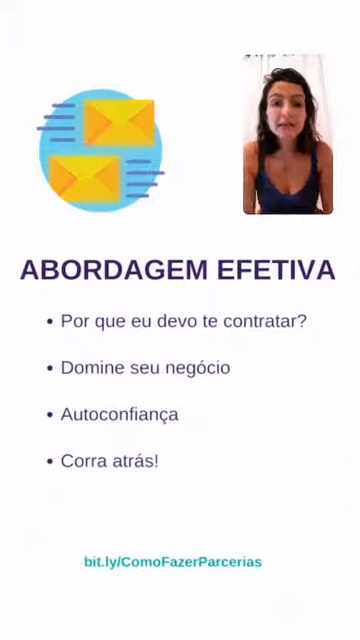 ABORDAGEM EFETIVA
• Por que eu devo te contratar?
• Domine seu negócio
• Autoconfiança
• Corra atrás!
bit.ly/ComoFazerParcerias